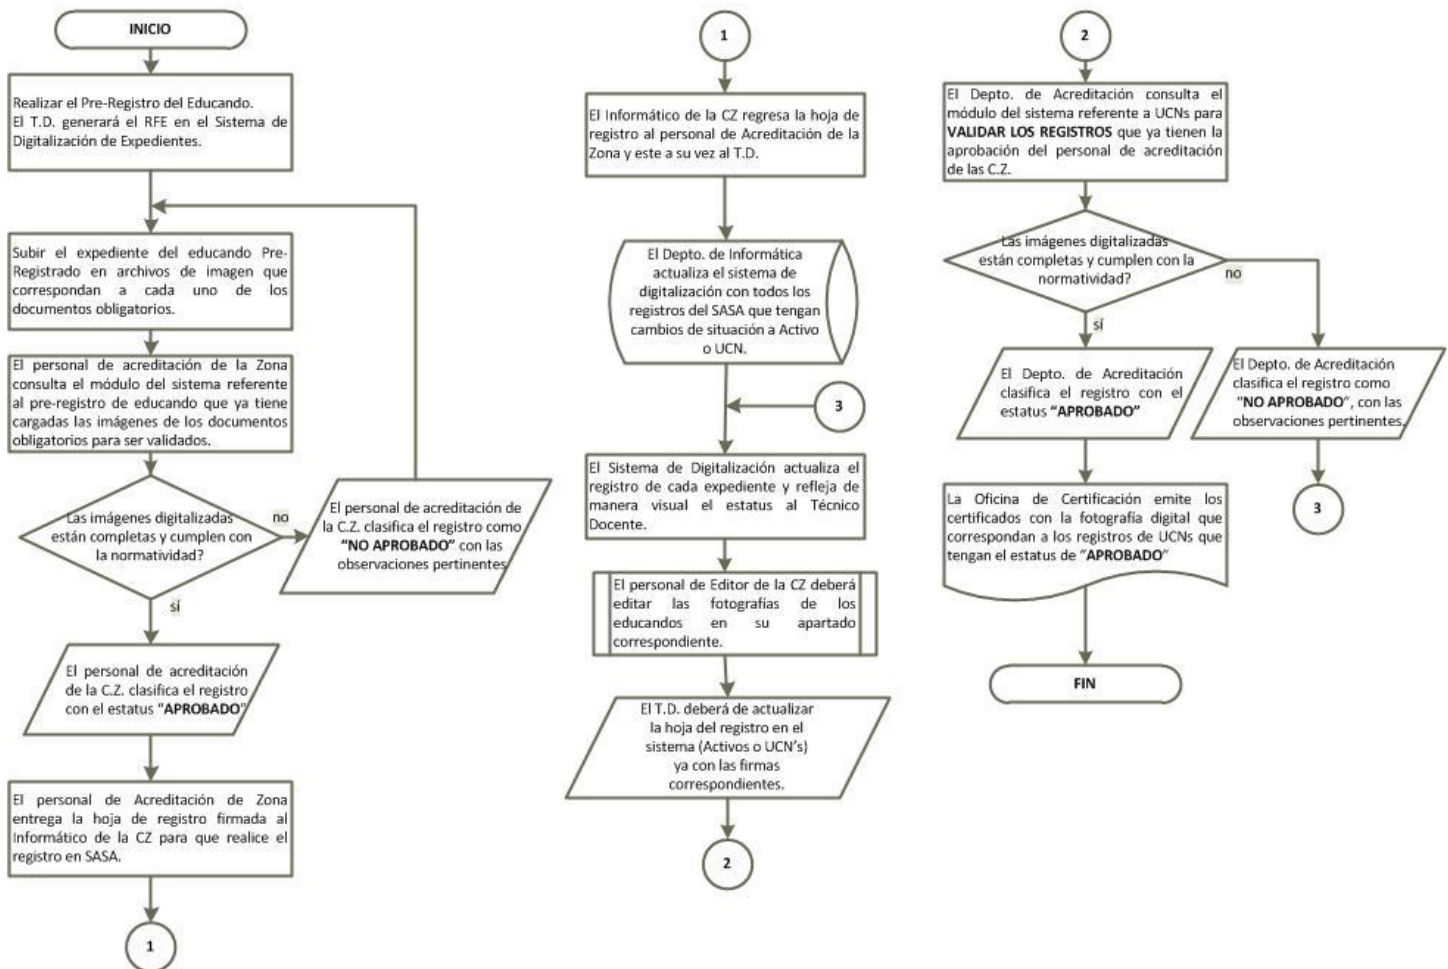 INICIO
Realizar el Pre-Registro del Educando.
El T.D. generará el RFE en el Sistema de
Digitalización de Expedientes.
Subir el expediente del educando Pre-
Registrado en archivos de imagen que
correspondan a cada uno de los
documentos obligatorios.
El personal de acreditación de la Zona
consulta el módulo del sistema referente
al pre-registro de educando que ya tiene
cargadas las imágenes de los documentos
obligatorios para ser validados.
Las imágenes digitalizadas
están completas y cumplen con
la normatividad?
no
El personal de acreditación de
la C.Z. clasifica el registro como
"NO APROBADO" con las
observaciones pertinentes
sí
El personal de acreditación
de la C.Z. clasifica el registro
con el estatus "APROBADO"
El personal de Acreditación de Zona
entrega la hoja de registro firmada al
Informático de la CZ para que realice el
registro en SASA.
1
1
El Informático de la CZ regresa la hoja de
registro al personal de Acreditación de la
Zona y este a su vez al T.D.
El Depto. de Informática
actualiza el sistema de
digitalización con todos los
registros del SASA que tengan
cambios de situación a Activo
o UCN.
3
El Sistema de Digitalización actualiza el
registro de cada expediente y refleja de
manera visual el estatus al Técnico
Docente.
El personal de Editor de la CZ deberá
editar las fotografías de los
educandos en su apartado
correspondiente.
El T.D. deberá de actualizar
la hoja del registro en el
sistema (Activos o UCN's)
ya con las firmas
correspondientes.
2
2
El Depto. de Acreditación consulta el
módulo del sistema referente a UCNs para
VALIDAR LOS REGISTROS que ya tienen la
aprobación del personal de acreditación
de las C.Z.
Las imágenes digitalizadas
están completas y cumplen con la
normatividad?
no
sí
El Depto. de Acreditación
clasifica el registro con el
estatus "APROBADO"
El Depto. de Acreditación
clasifica el registro como
"NO APROBADO", con las
observaciones pertinentes.
3
La Oficina de Certificación emite los
certificados con la fotografía digital que
correspondan a los registros de UCNs que
tengan el estatus de "APROBADO"
FIN